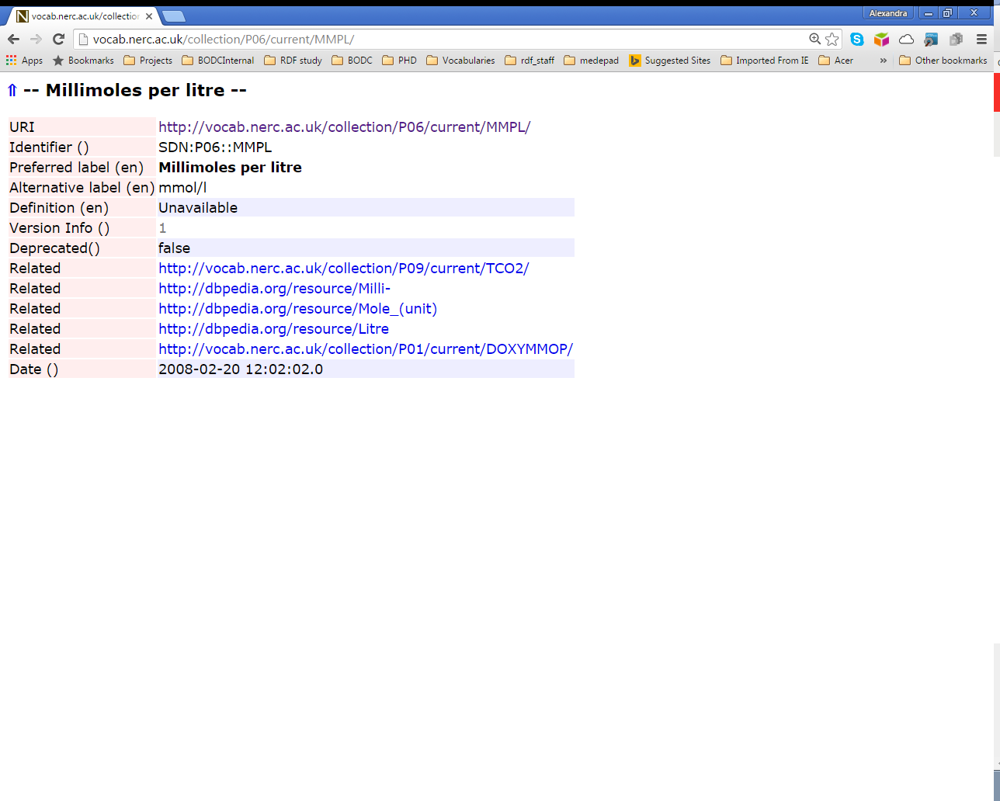 vocab.nerc.ac.uk/collection
Alexandra
vocab.nerc.ac.uk/collection/P06/current/MMPL/
Apps Bookmarks Projects BODCInternal RDF study BODC PHD Vocabularies rdf_staff medepad Suggested Sites Imported From IE Acer » Other bookmarks
⇑ -- Millimoles per litre --
URI http://vocab.nerc.ac.uk/collection/P06/current/MMPL/
Identifier () SDN:P06::MMPL
Preferred label (en) Millimoles per litre
Alternative label (en) mmol/l
Definition (en) Unavailable
Version Info () 1
Deprecated() false
Related http://vocab.nerc.ac.uk/collection/P09/current/TCO2/
Related http://dbpedia.org/resource/Milli-
Related http://dbpedia.org/resource/Mole_(unit)
Related http://dbpedia.org/resource/Litre
Related http://vocab.nerc.ac.uk/collection/P01/current/DOXYMMOP/
Date () 2008-02-20 12:02:02.0